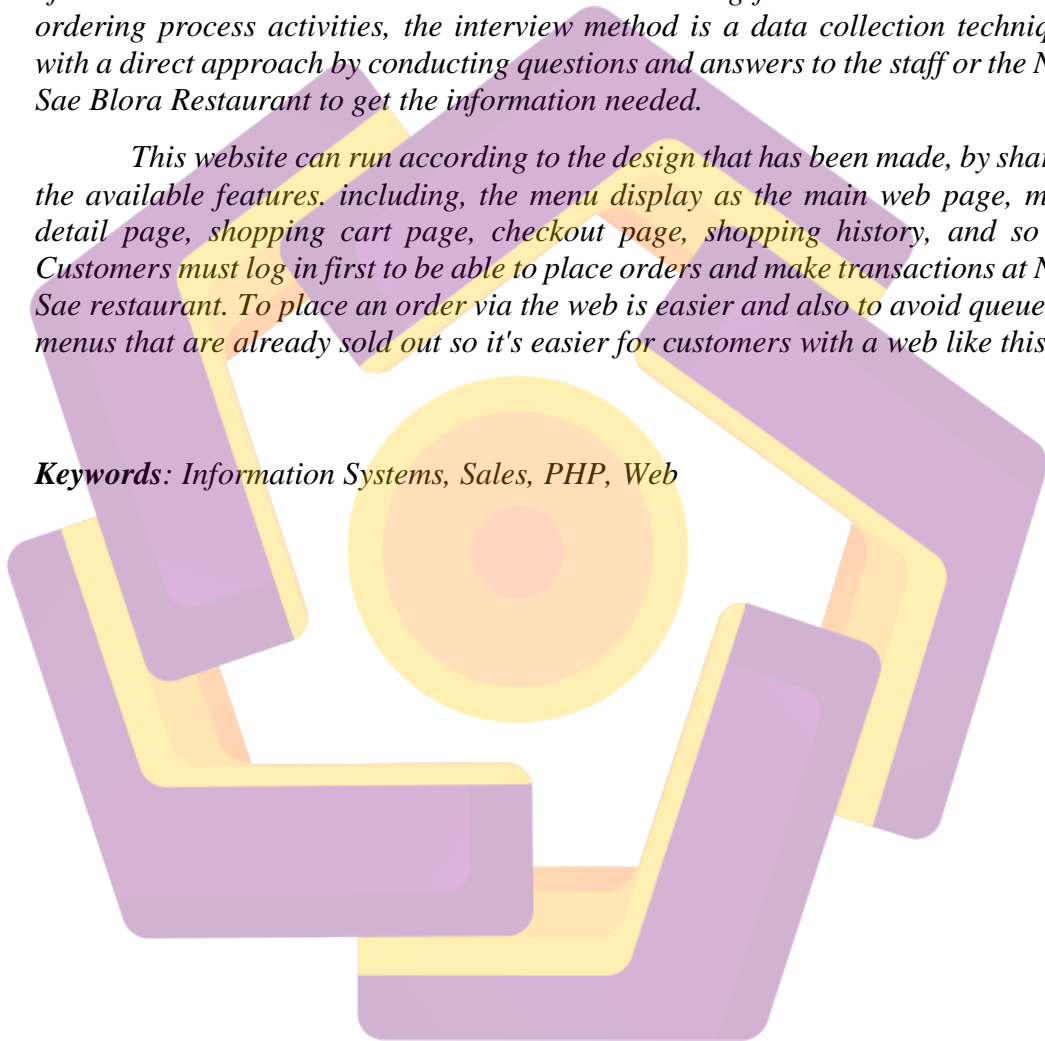 ordering process activities, the interview method is a data collection
with a direct approach by conducting questions and answers to the staff or the
Sae Blora Restaurant to get the information needed.
This website can run according to the design that has been made, by
the available features. including, the menu display as the main web page,
detail page, shopping cart page, checkout page, shopping history, and so
Customers must log in first to be able to place orders and make transactions at
Sae restaurant. To place an order via the web is easier and also to avoid
menus that are already sold out so it's easier for customers with a web like this
Keywords: Information Systems, Sales, PHP, Web